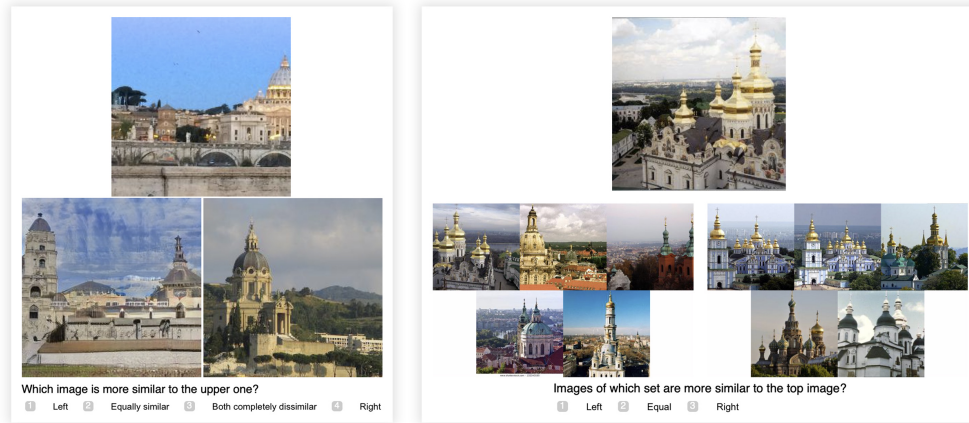 Which image is more similar to the upper one?
1 Left 2 Equally similar 3 Both completely dissimilar 4 Right
Images of which set are more similar to the top image?
1 Left 2 Equal 3 Right